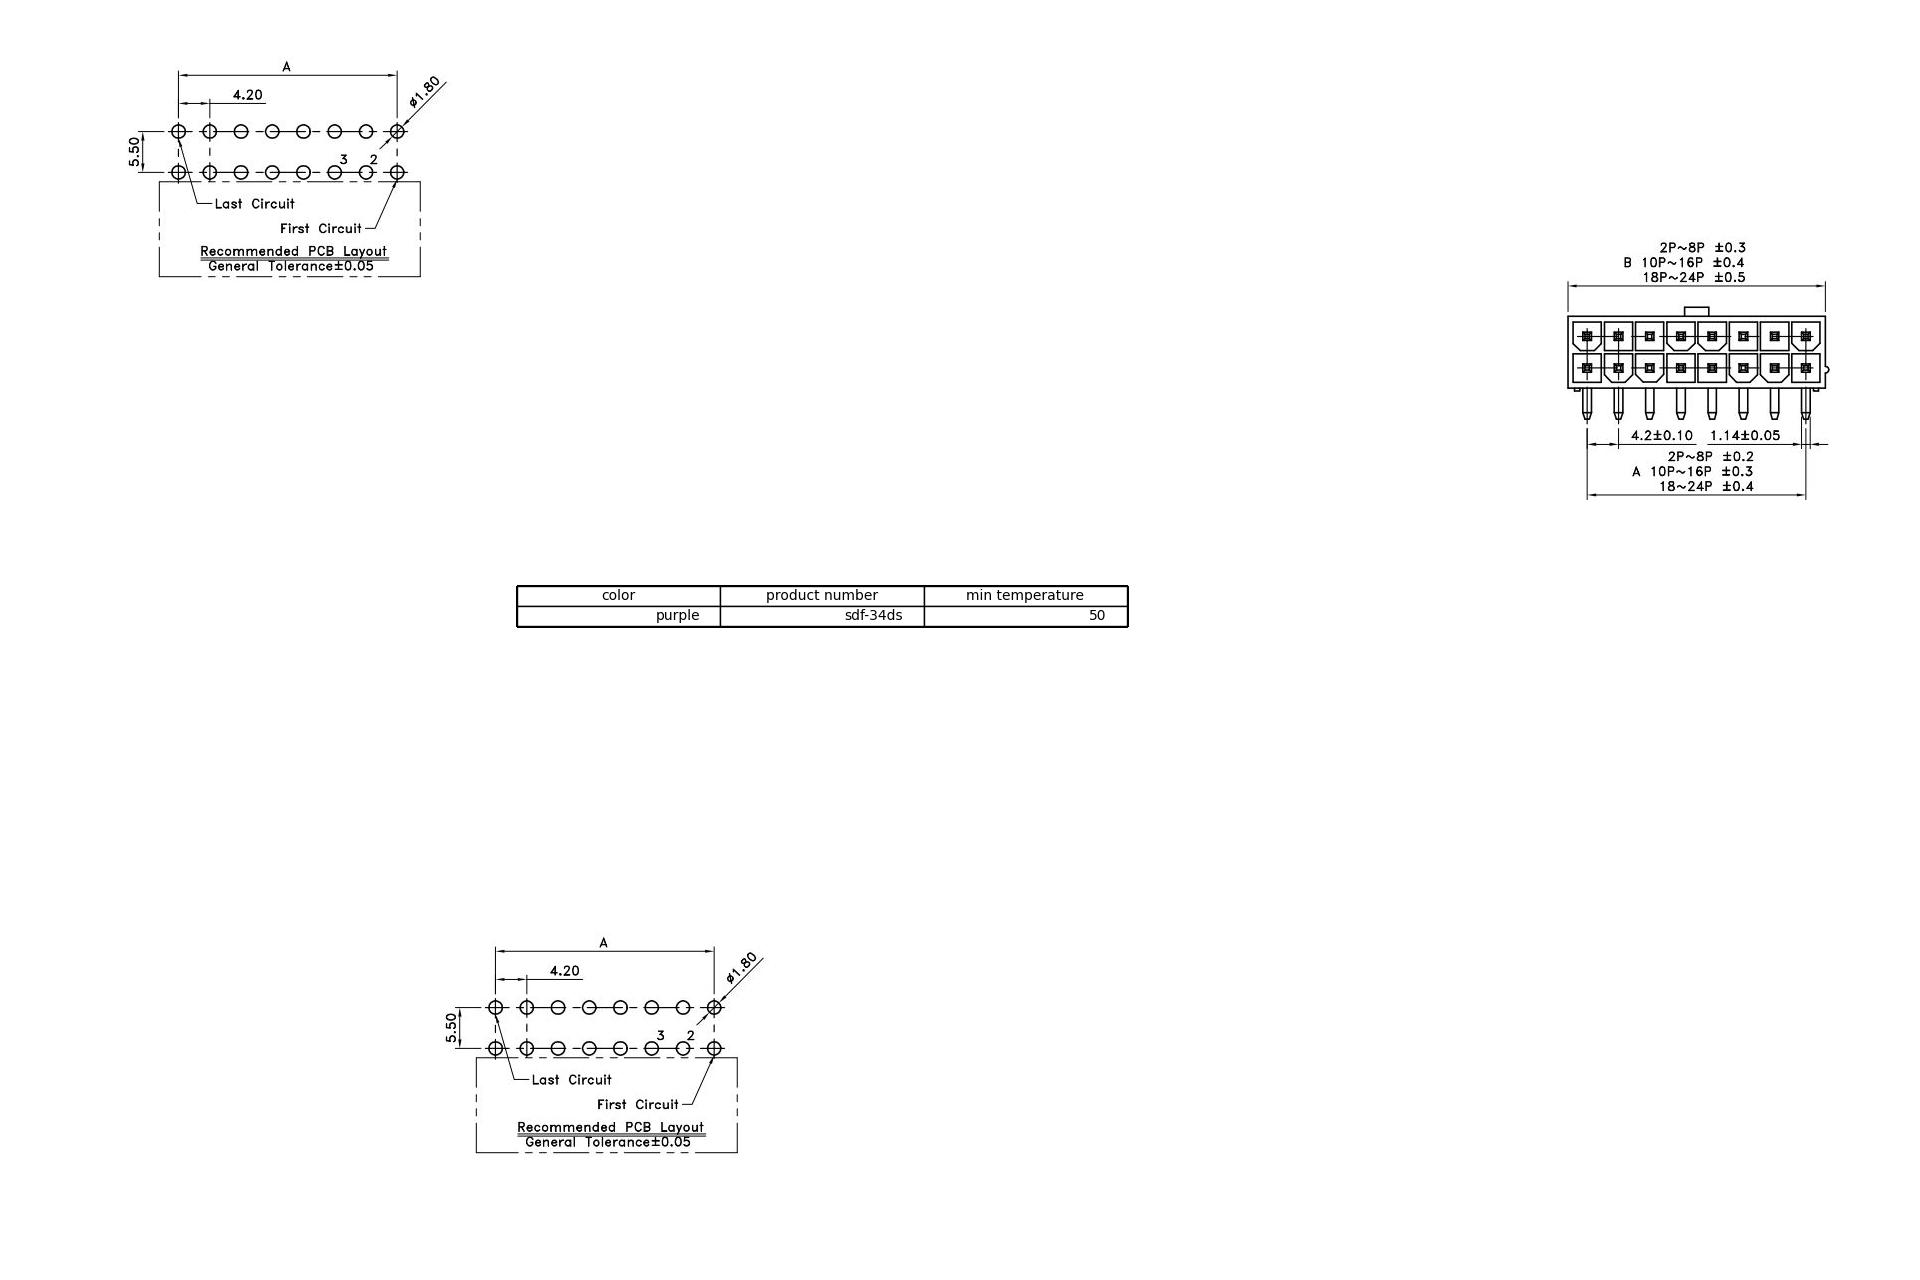 A
4.20
ø1.80
5.50
3 2
Last Circuit
First Circuit
Recommended PCB Layout
General Tolerance±0.05
2P~8P ±0.3
B 10P~16P ±0.4
18P~24P ±0.5
4.2±0.10 1.14±0.05
2P~8P ±0.2
A 10P~16P ±0.3
18~24P ±0.4
color product number min temperature
purple sdf-34ds 50
A
4.20
ø1.80
5.50
3 2
Last Circuit
First Circuit
Recommended PCB Layout
General Tolerance±0.05